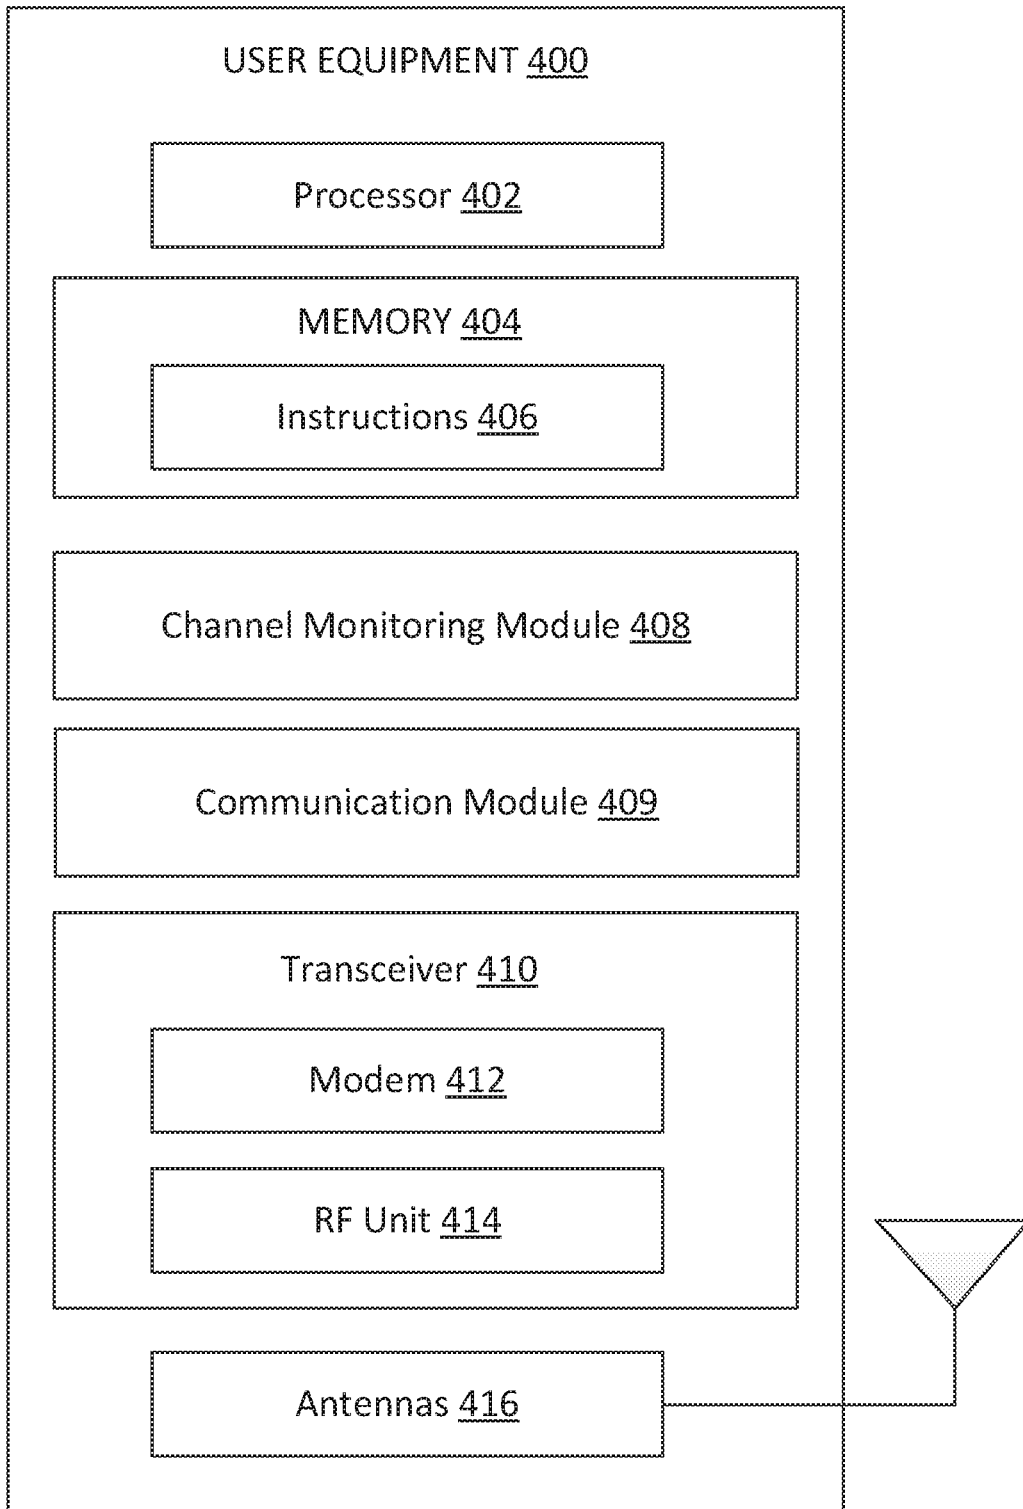 USER EQUIPMENT 400
Processor 402
MEMORY 404
Instructions 406
Channel Monitoring Module 408
Communication Module 409
Transceiver 410
Modem 412
RF Unit 414
Antennas 416